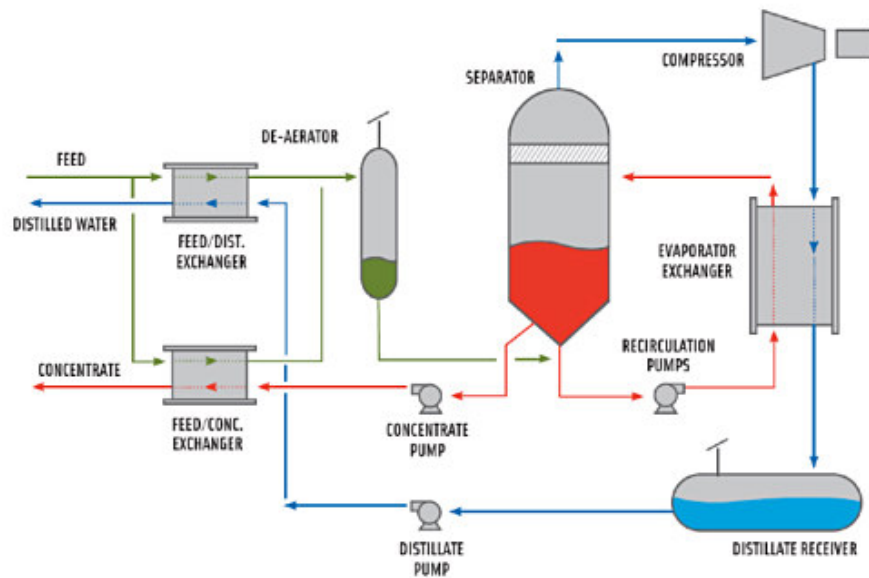 COMPRESSOR
SEPARATOR
DE-AERATOR
FEED
DISTILLED WATER
FEED/DIST.
EXCHANGER
EVAPORATOR
EXCHANGER
CONCENTRATE
RECIRCULATION
PUMPS
FEED/CONC.
EXCHANGER
CONCENTRATE
PUMP
DISTILLATE
PUMP
DISTILLATE RECEIVER